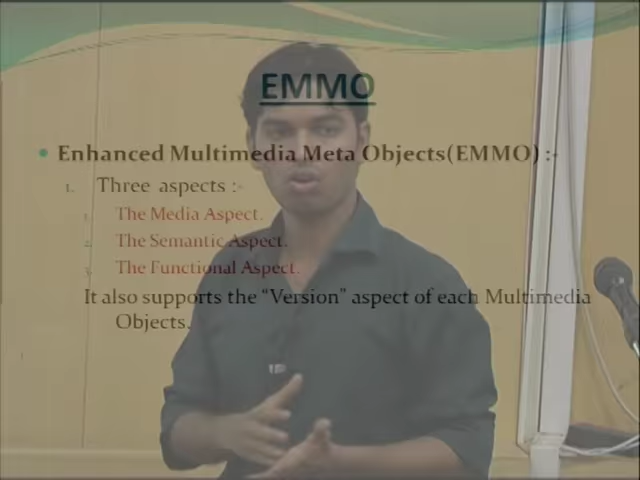 EMMO
• Enhanced Multimedia Meta Objects(EMMO) :-
1. Three aspects :-
1. The Media Aspect.
2. The Semantic Aspect.
3. The Functional Aspect.
It also supports the “Version” aspect of each Multimedia
Objects.